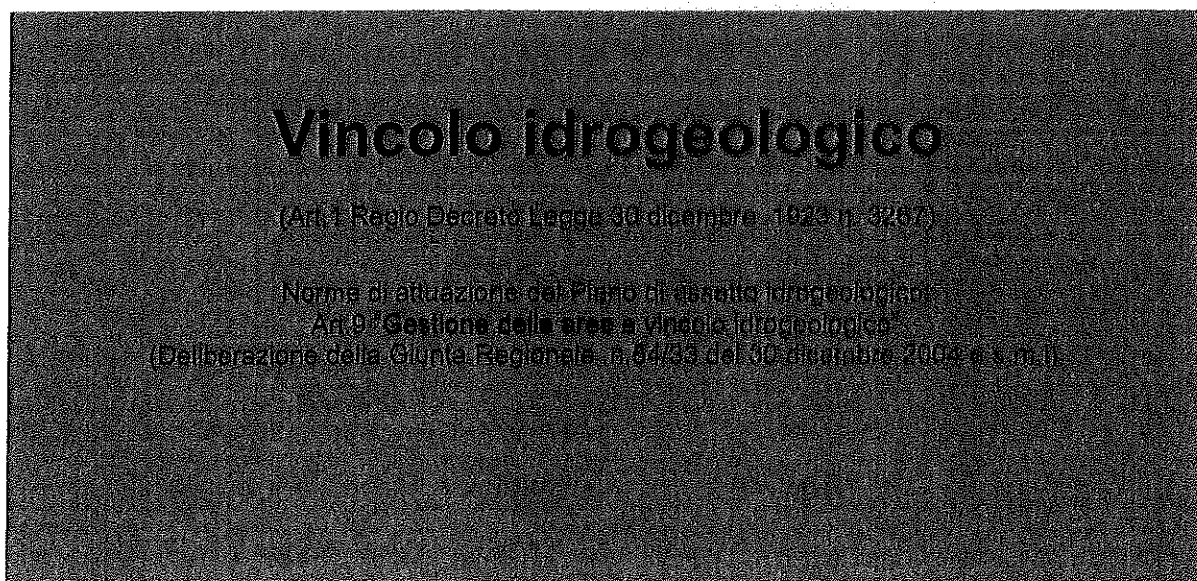 Vincolo idrogeologico
(Art.1 Regio Decreto Legge 30 dicembre 1923 n. 3267)
Norme di attuazione del Piano di assetto idrogeologico:
Art.9 "Gestione delle aree a vincolo idrogeologico"
(Deliberazione della Giunta Regionale n.54/33 del 30 dicembre 2004 e s.m.i)